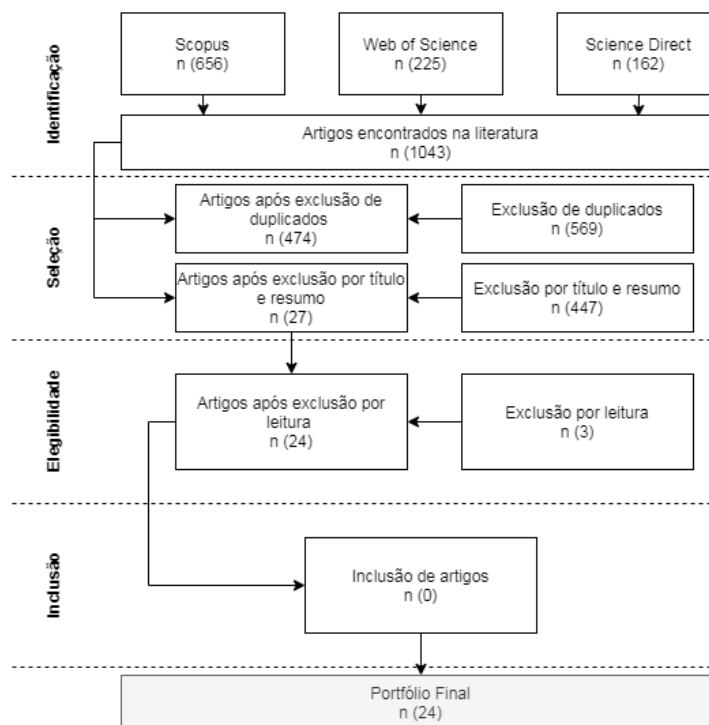 Identificação
Scopus
n (656)
Web of Science
n (225)
Science Direct
n (162)
Artigos encontrados na literatura
n (1043)
Seleção
Artigos após exclusão de
duplicados
n (474)
Exclusão de duplicados
n (569)
Artigos após exclusão por título
e resumo
n (27)
Exclusão por título e resumo
n (447)
Elegibilidade
Artigos após exclusão por
leitura
n (24)
Exclusão por leitura
n (3)
Inclusão
Inclusão de artigos
n (0)
Portfólio Final
n (24)